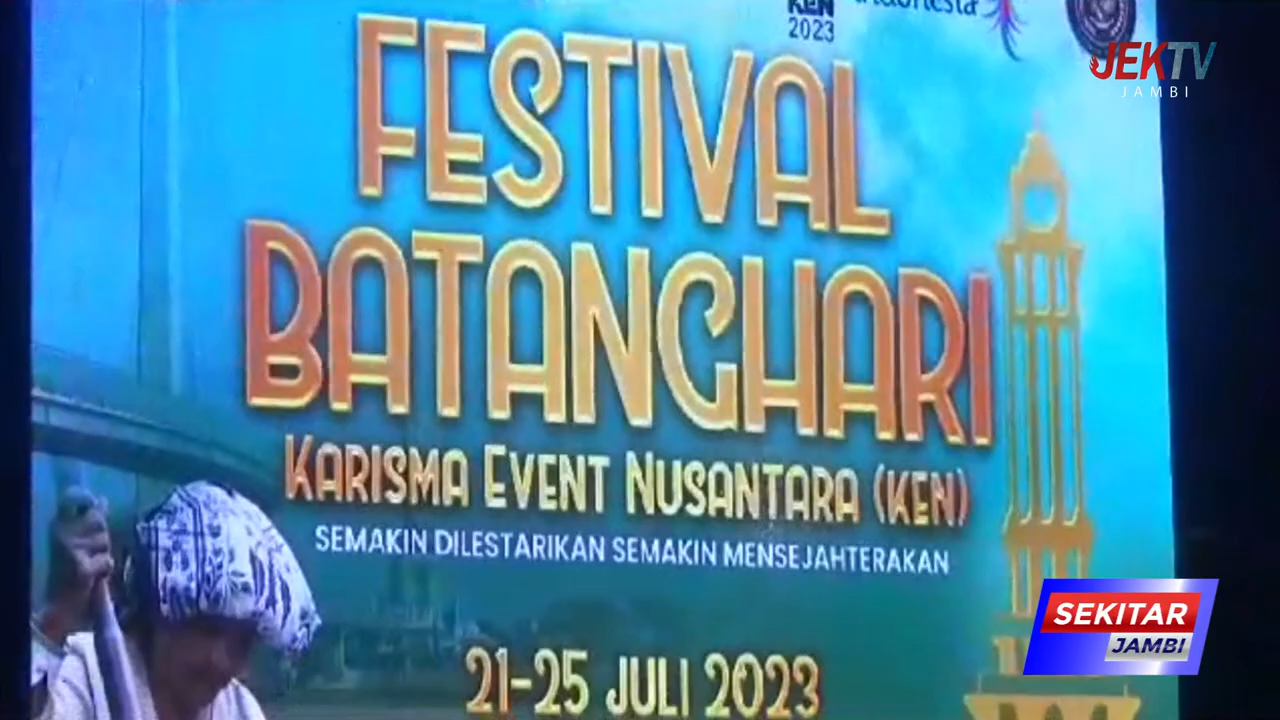 KEN
2023
JEKTV
JAMBI
FESTIVAL
BATANGHARI
KARISMA EVENT NUSANTARA (KEN)
SEMAKIN DILESTARIKAN SEMAKIN MENSEJAHTERAKAN
21-25 JULI 2023
SEKITAR
JAMBI